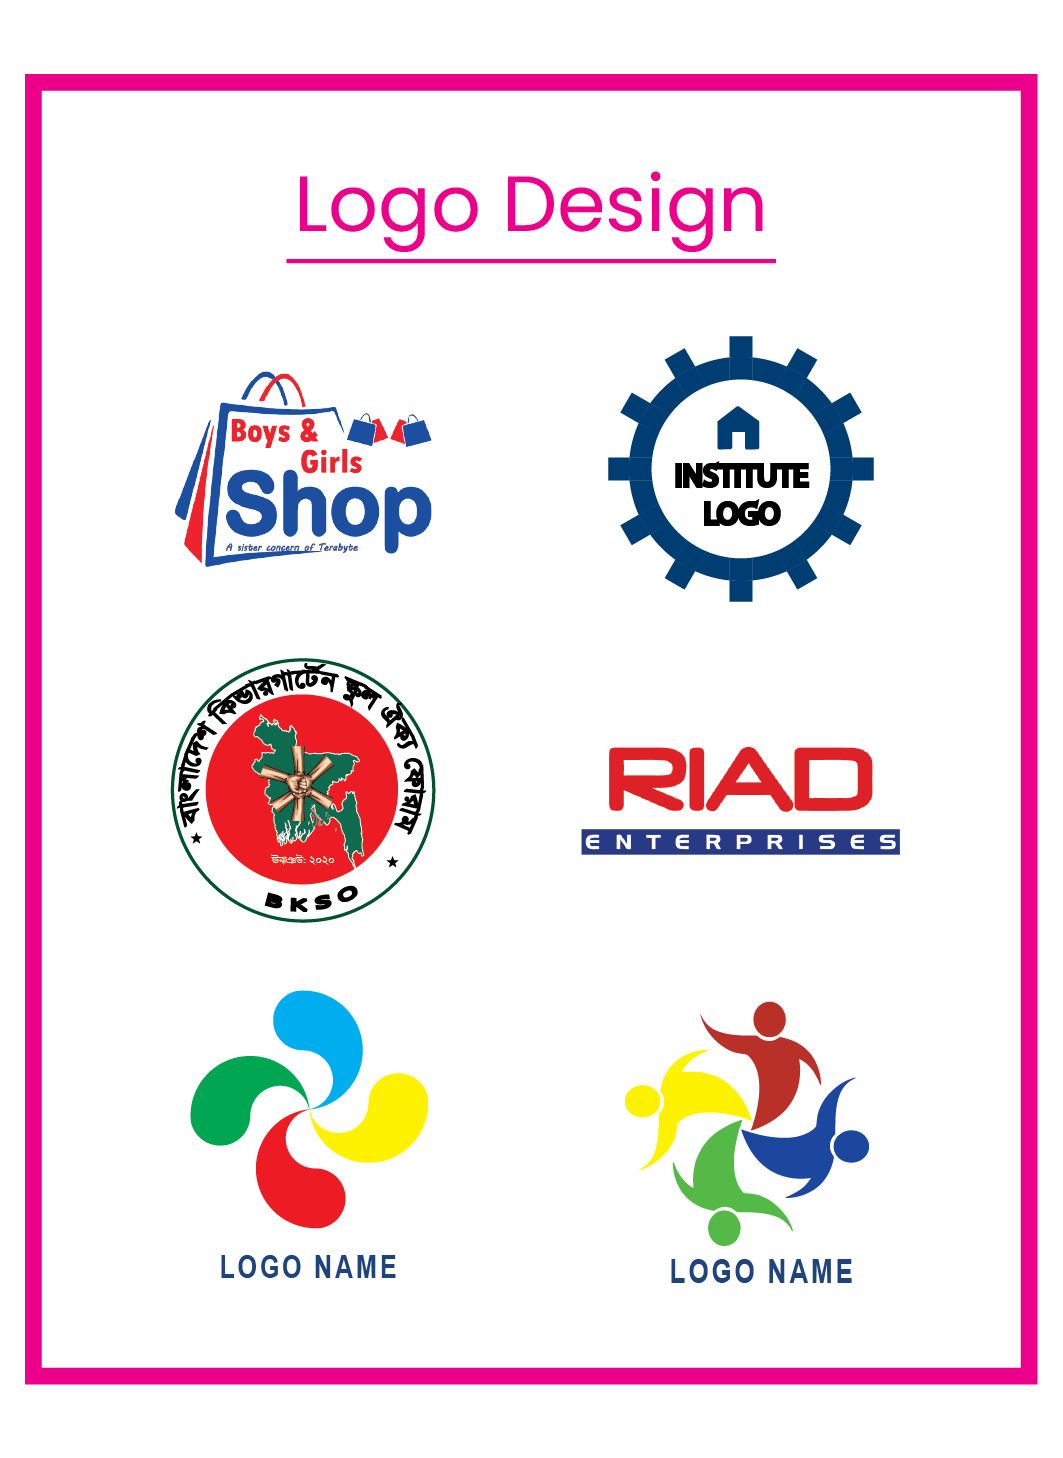 Logo Design
Boys &
Girls
Shop
A sister concern of Terabyte
INSTITUTE
LOGO
বাংলাদেশ কিন্ডারগার্টেন স্কুল ঐক্য ফোরাম
২০২০
BKSO
RIAD
ENTERPRISES
LOGO NAME
LOGO NAME